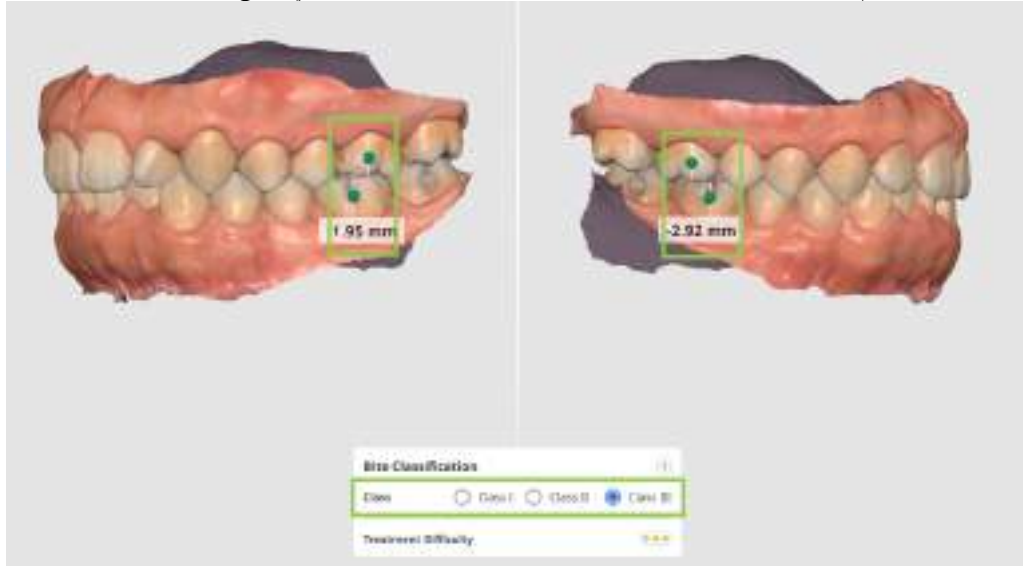 1.95 mm
-2.92 mm
Bite Classification
Class Class I Class II Class III
Treatment Difficulty